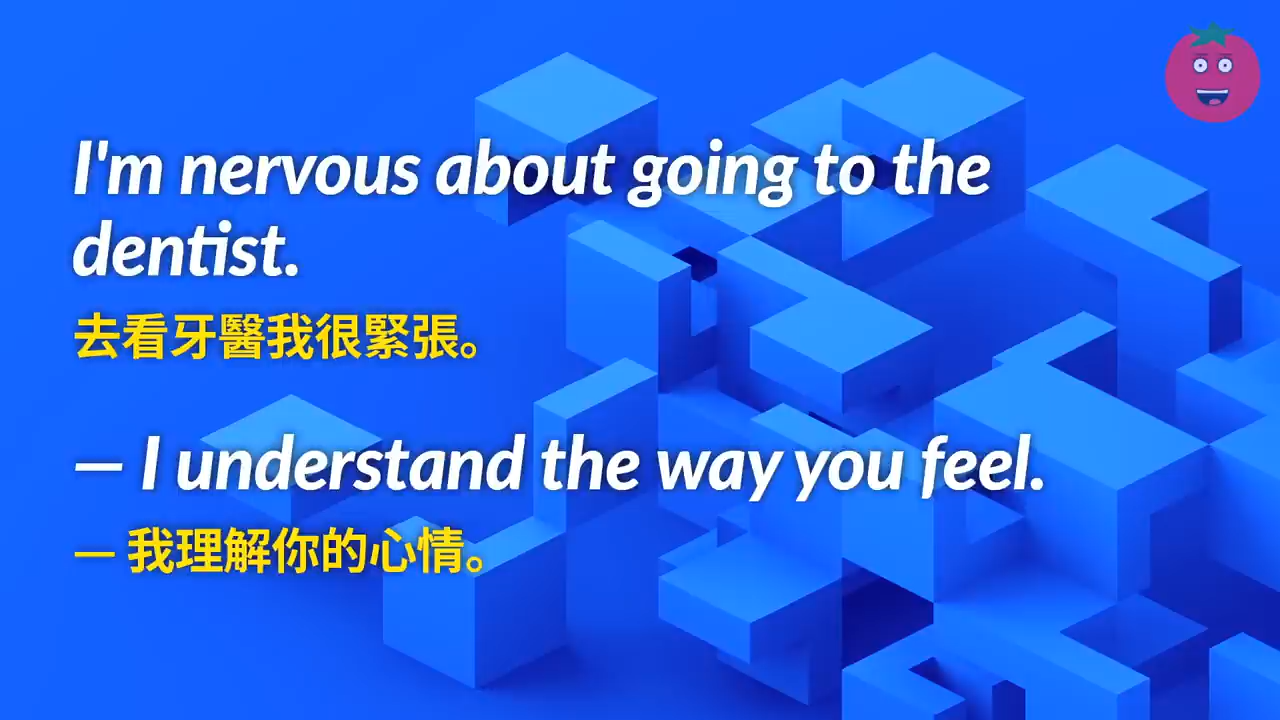 I'm nervous about going to the
dentist.
去看牙醫我很緊張。
— I understand the way you feel.
— 我理解你的心情。